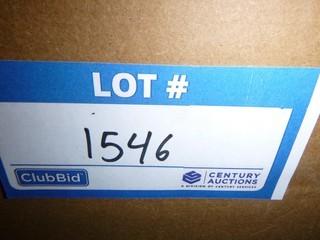 LOT #
1546
ClubBid CENTURY AUCTIONS
A DIVISION OF CENTURY SERVICES